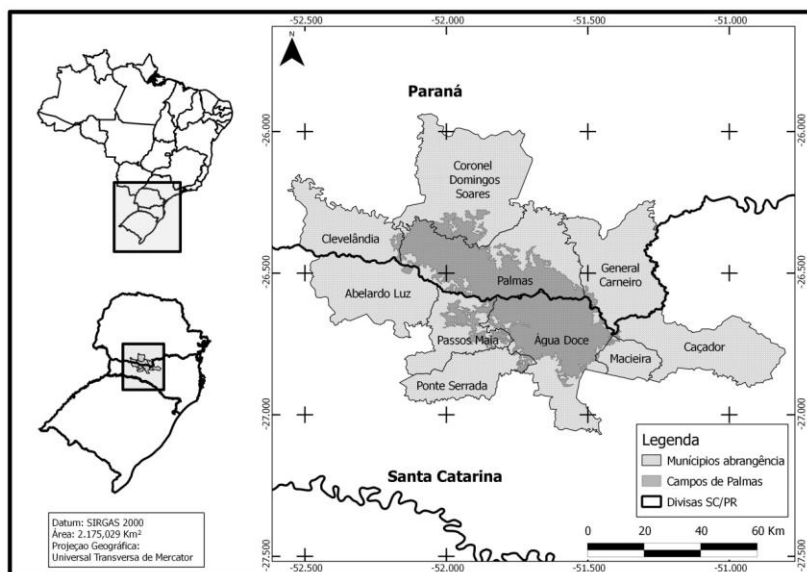 -52.500
-52.000
-51.500
-51.000
N
Paraná
-26.000
-26.000
Coronel
Domingos
Soares
Clevelândia
-26.500
-26.500
Palmas
General
Carneiro
Abelardo Luz
Passos Maia
Água Doce
Macieira
Caçador
Ponte Serrada
-27.000
-27.000
Legenda
Munícipios abrangência
Campos de Palmas
Divisas SC/PR
Santa Catarina
Datum: SIRGAS 2000
Área: 2.175,029 Km²
Projeçao Geográfica:
Universal Transversa de Mercator
0 20 40 60 Km
-27.500
-27.500
-52.500
-52.000
-51.500
-51.000